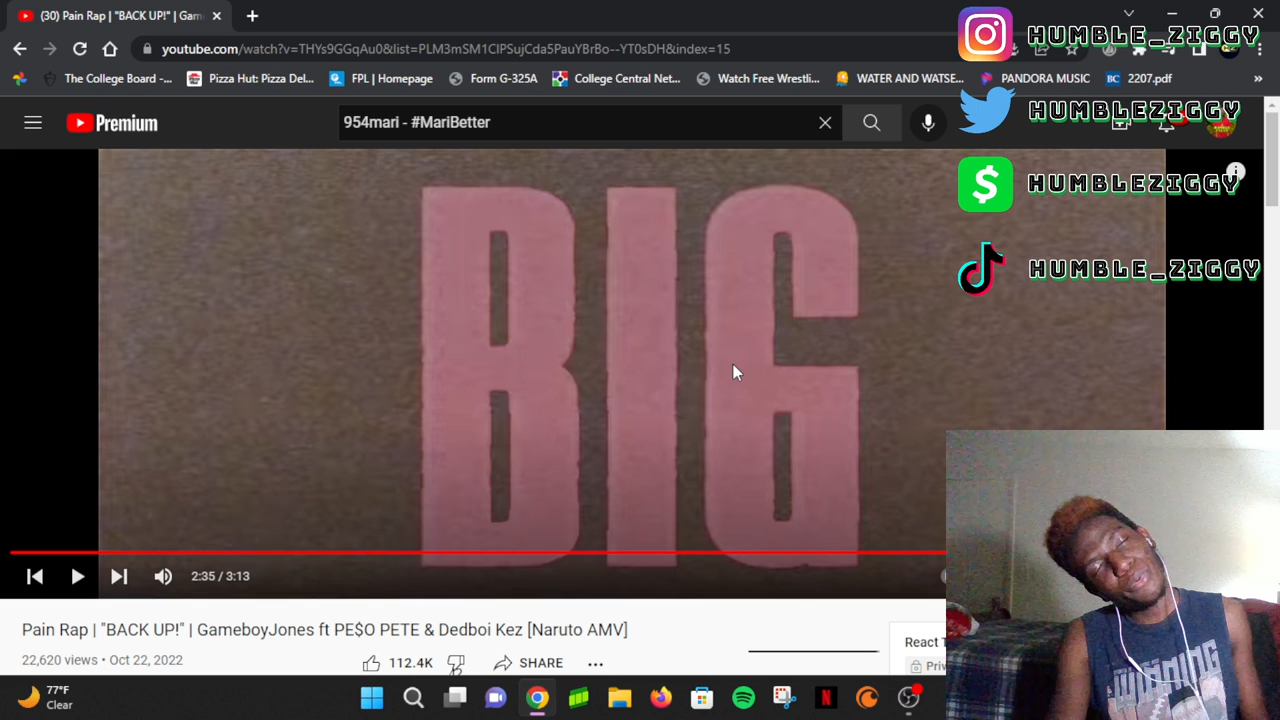 (30) Pain Rap | "BACK UP!" | Gam
youtube.com/watch?v=THYs9GGqAu0&list=PLM3mSM1CIPSujCda5PauYBrBo--YT0sDH&index=15
The College Board -...
Pizza Hut: Pizza Del...
FPL | Homepage
Form G-325A
College Central Net...
Watch Free Wrestli...
WATER AND WATSE...
PANDORA MUSIC
BC 2207.pdf
»
HUMBLE_ZIGGY
HUMBLEZIGGY
HUMBLEZIGGY
HUMBLE_ZIGGY
Premium
954mari - #MariBetter
BIG
2:35 / 3:13
Pain Rap | "BACK UP!" | GameboyJones ft PE$O PETE & Dedboi Kez [Naruto AMV]
22,620 views • Oct 22, 2022
112.4K
SHARE
...
React
77°F
Clear